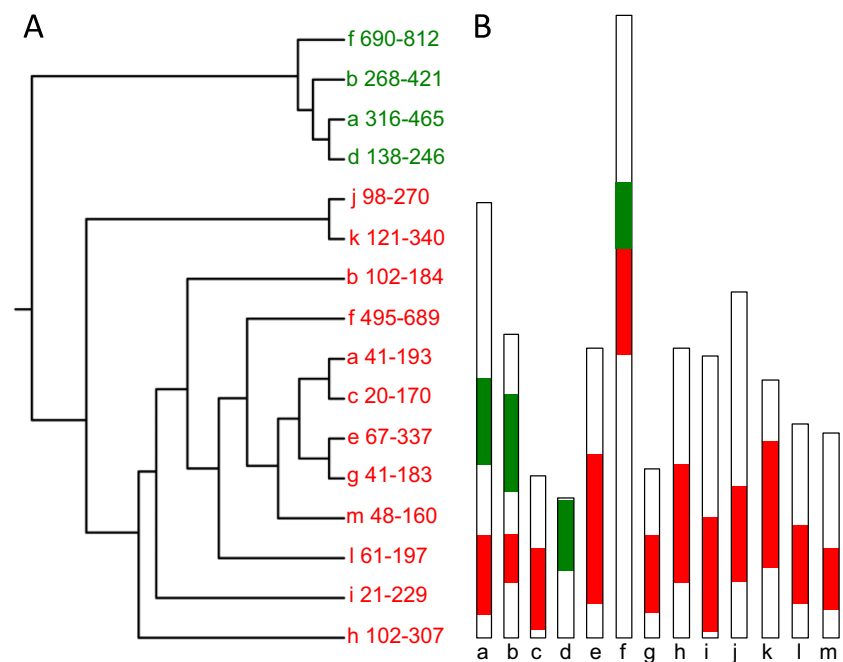 A
B
f 690-812
b 268-421
a 316-465
d 138-246
j 98-270
k 121-340
b 102-184
f 495-689
a 41-193
c 20-170
e 67-337
g 41-183
m 48-160
l 61-197
i 21-229
h 102-307
a b c d e f g h i j k l m